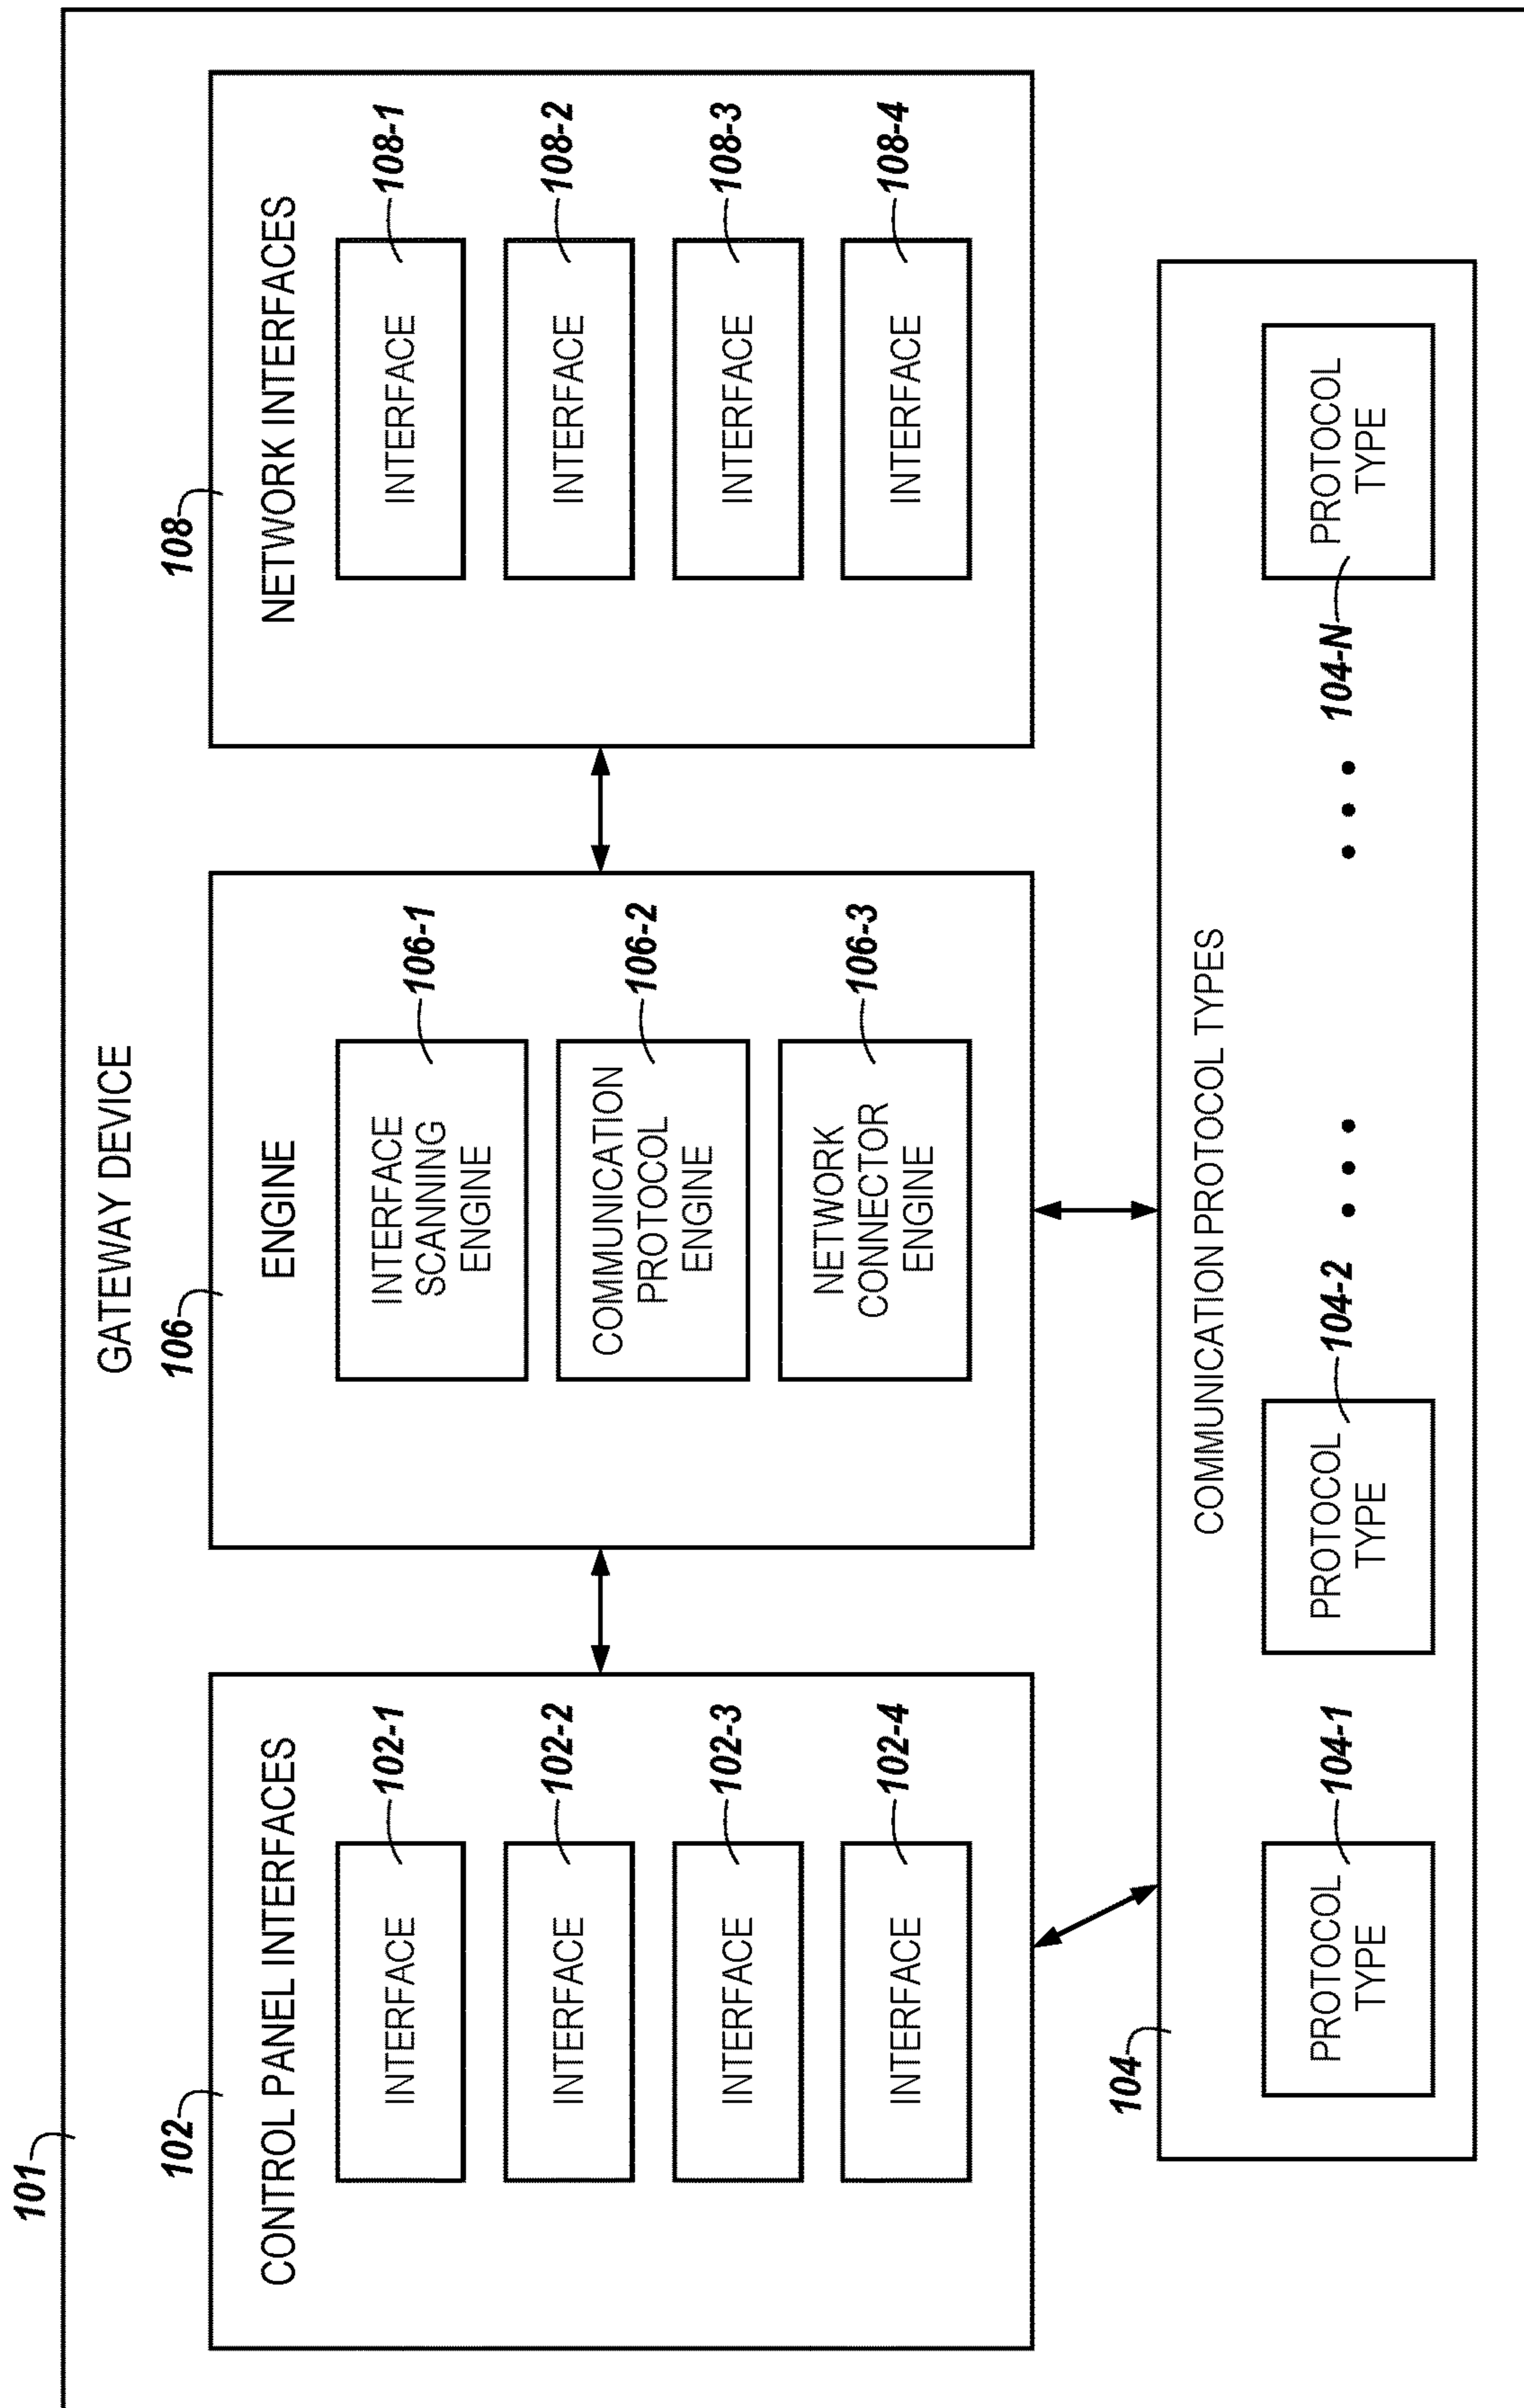 101
GATEWAY DEVICE
102
CONTROL PANEL INTERFACES
INTERFACE
102-1
INTERFACE
102-2
INTERFACE
102-3
INTERFACE
102-4
106
ENGINE
INTERFACE
SCANNING
ENGINE
106-1
COMMUNICATION
PROTOCOL
ENGINE
106-2
NETWORK
CONNECTOR
ENGINE
106-3
108
NETWORK INTERFACES
INTERFACE
108-1
INTERFACE
108-2
INTERFACE
108-3
INTERFACE
108-4
104
COMMUNICATION PROTOCOL TYPES
PROTOCOL
TYPE
104-1
PROTOCOL
TYPE
104-2
• • •
• • •
104-N
PROTOCOL
TYPE